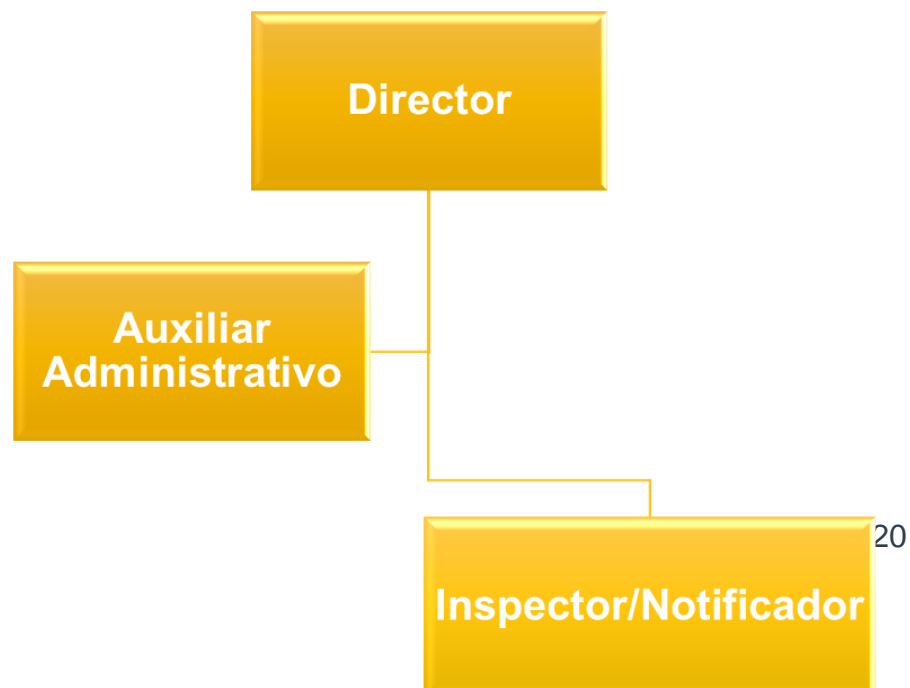 Director
Auxiliar
Administrativo
20
Inspector/Notificador